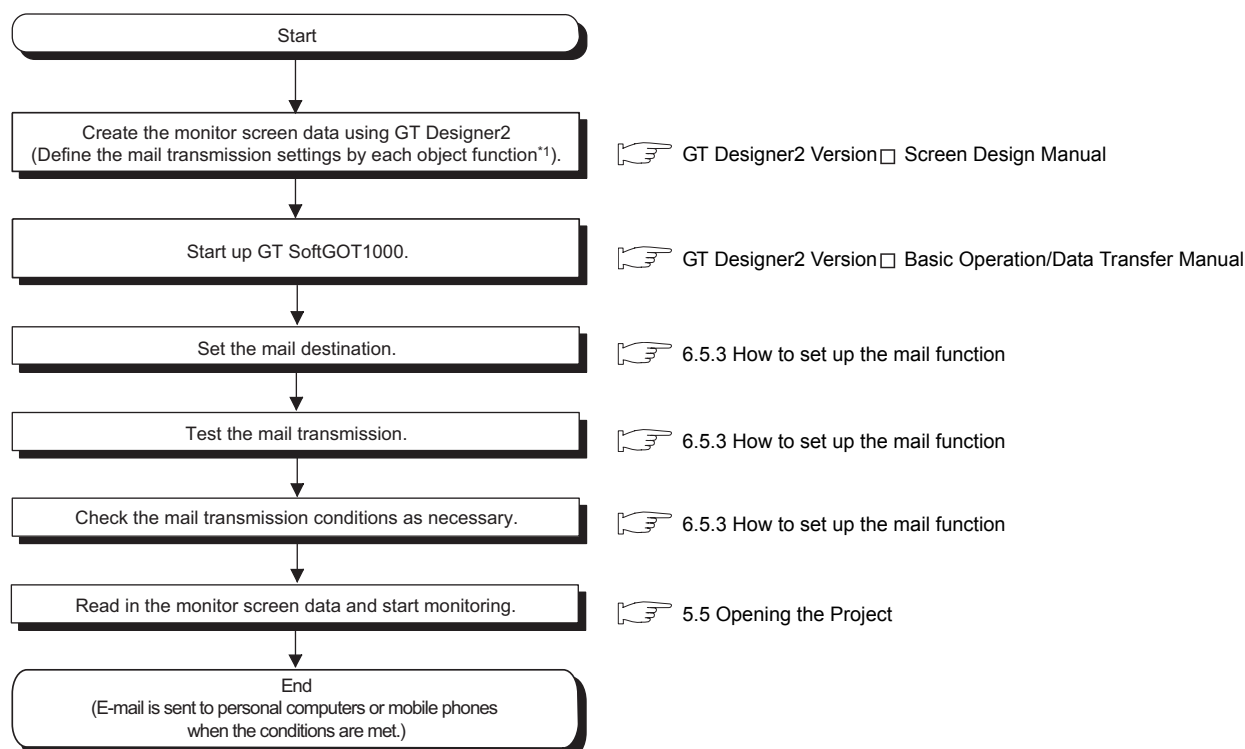 Start
Create the monitor screen data using GT Designer2
(Define the mail transmission settings by each object function*1).
GT Designer2 Version□ Screen Design Manual
Start up GT SoftGOT1000.
GT Designer2 Version□ Basic Operation/Data Transfer Manual
Set the mail destination.
6.5.3 How to set up the mail function
Test the mail transmission.
6.5.3 How to set up the mail function
Check the mail transmission conditions as necessary.
6.5.3 How to set up the mail function
Read in the monitor screen data and start monitoring.
5.5 Opening the Project
End
(E-mail is sent to personal computers or mobile phones
when the conditions are met.)